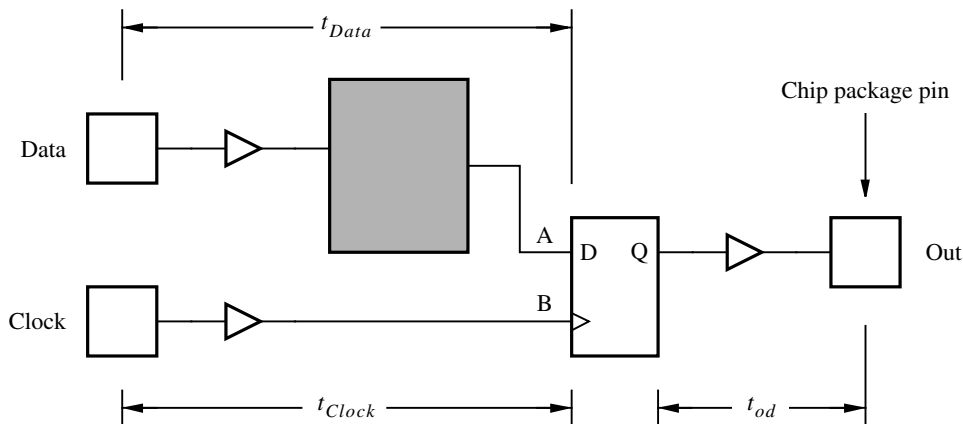 t_Data
Chip package pin
Data
A
D Q
Out
B
Clock
t_Clock
t_od